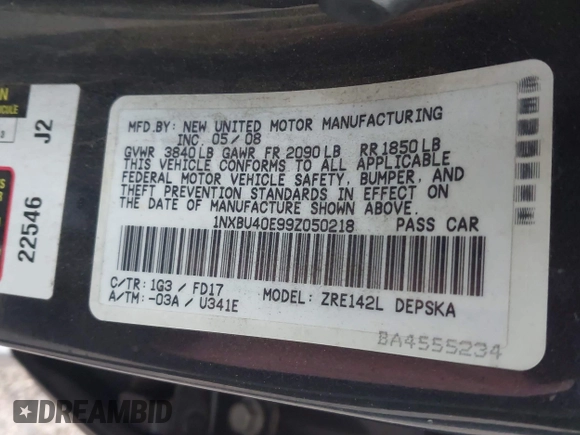 MFD.BY: NEW UNITED MOTOR MANUFACTURING
INC. 05/08
GVWR 3840LB GAWR FR 2090LB RR1850LB
THIS VEHICLE CONFORMS TO ALL APPLICABLE
FEDERAL MOTOR VEHICLE SAFETY, BUMPER, AND
THEFT PREVENTION STANDARDS IN EFFECT ON
THE DATE OF MANUFACTURE SHOWN ABOVE.
1NXBU40E99Z050218 PASS CAR
C/TR: 1G3 / FD17
A/TM: -03A / U341E
MODEL: ZRE142L DEPSKA
BA4555234
22546 J2
DREAMBID